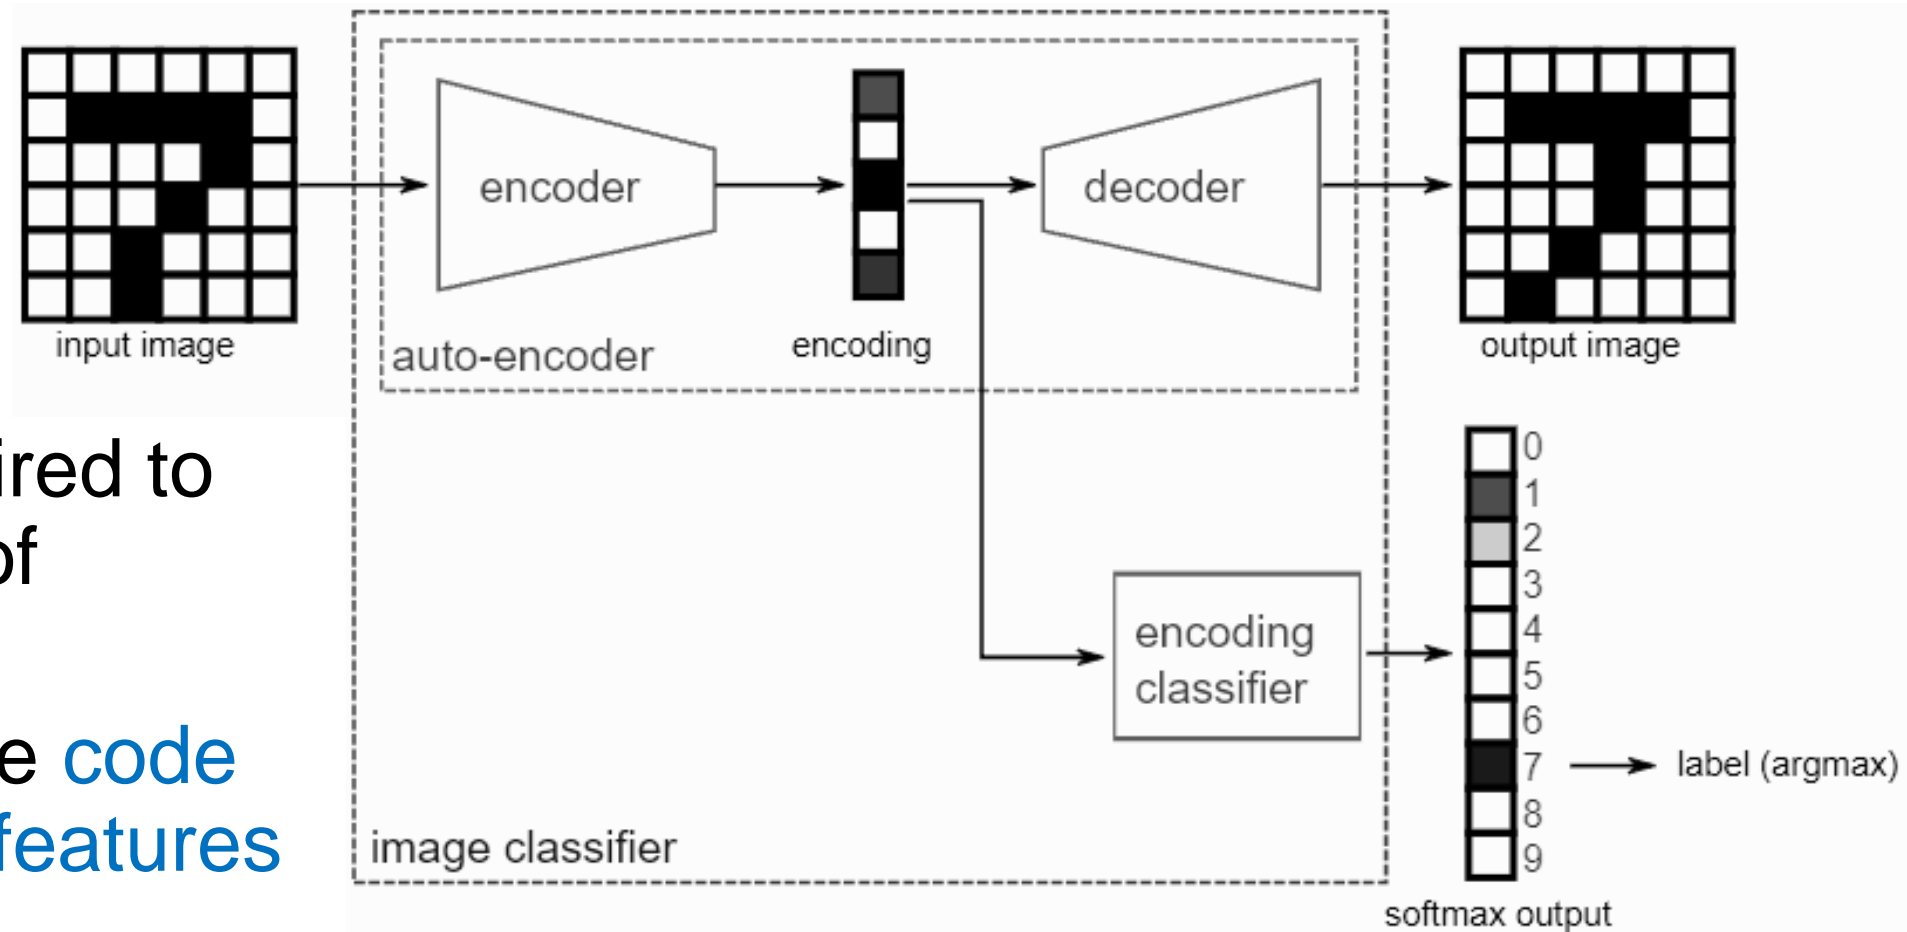 input image
encoder
encoding
decoder
output image
auto-encoder
to
of
code
features
encoding
classifier
image classifier
0
1
2
3
4
5
6
7
8
9
label (argmax)
softmax output